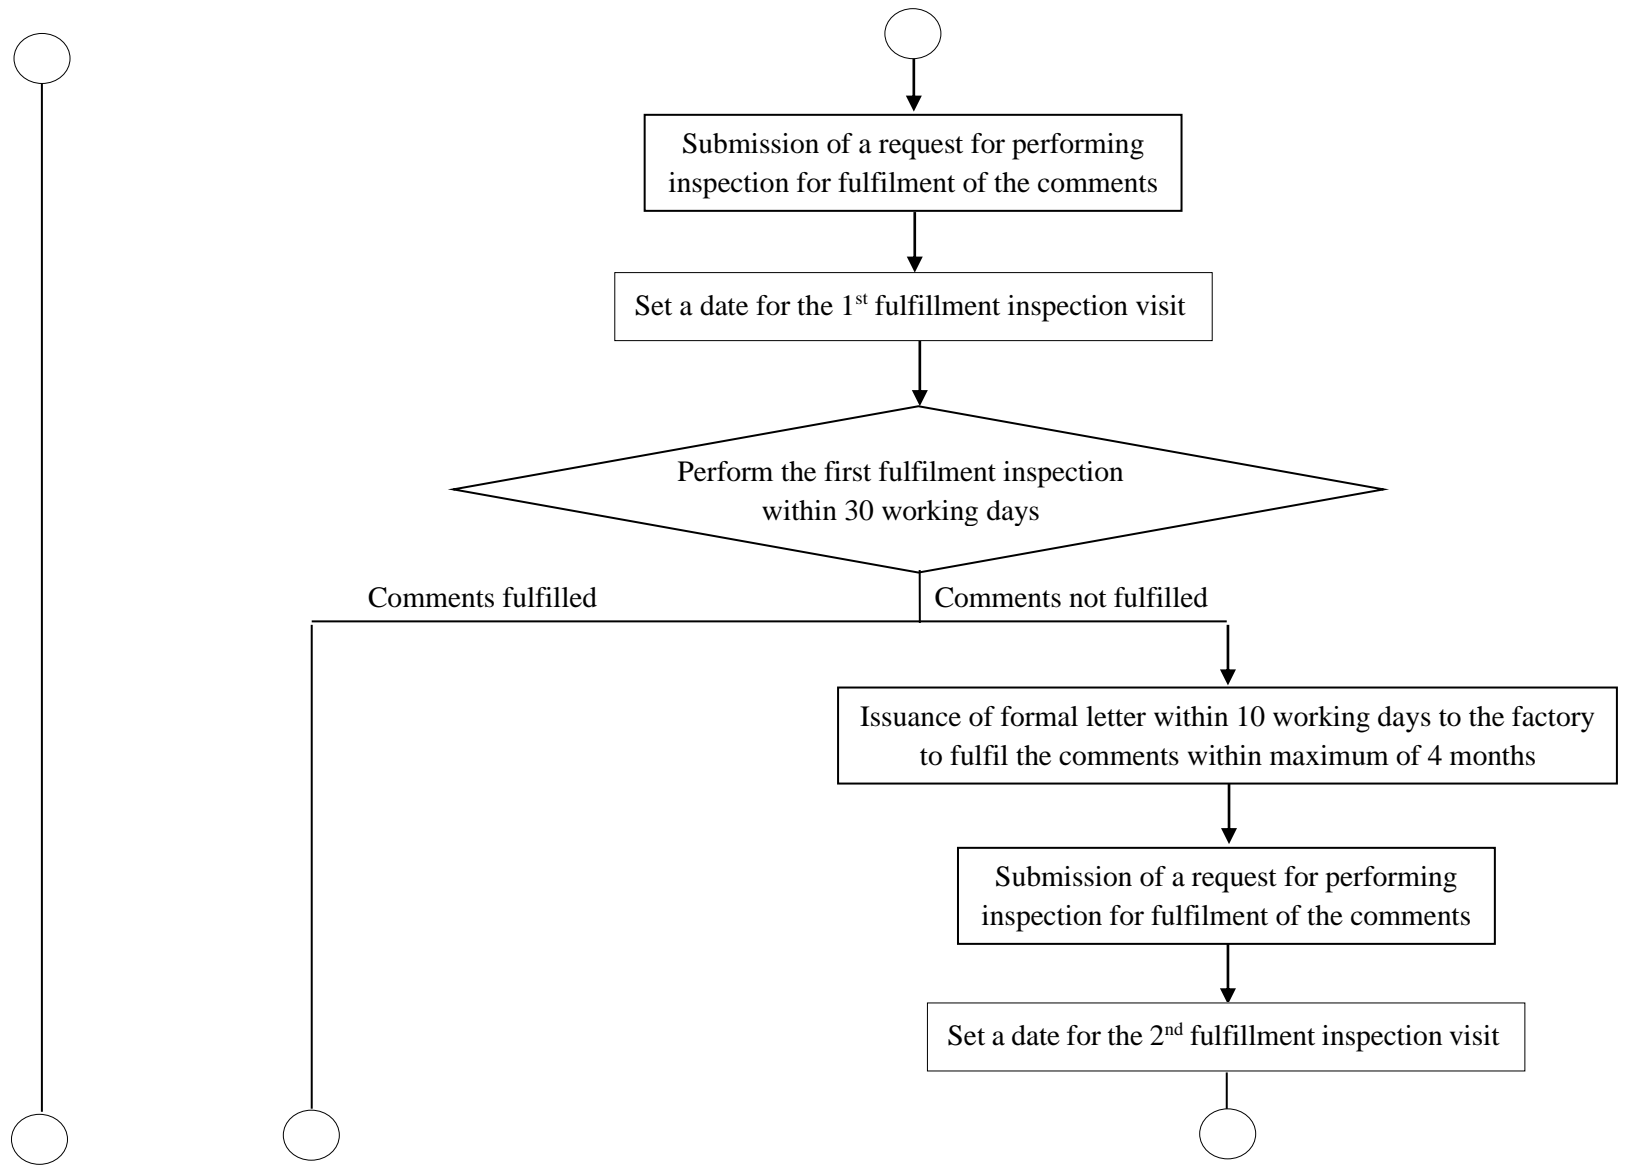 Submission of a request for performing
inspection for fulfilment of the comments
Set a date for the 1st fulfillment inspection visit
Perform the first fulfilment inspection
within 30 working days
Comments fulfilled
Comments not fulfilled
Issuance of formal letter within 10 working days to the factory
to fulfil the comments within maximum of 4 months
Submission of a request for performing
inspection for fulfilment of the comments
Set a date for the 2nd fulfillment inspection visit